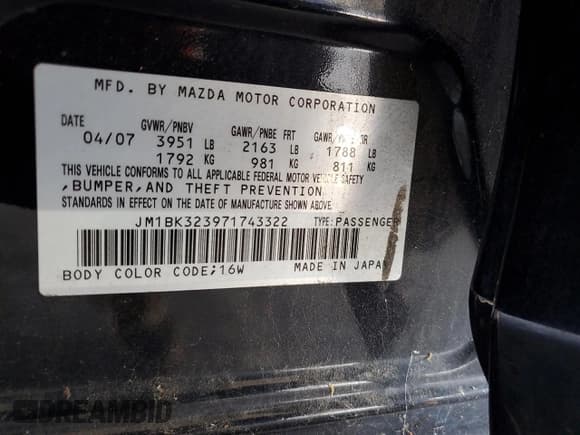 MFD. BY MAZDA MOTOR CORPORATION
DATE GVWR/PNBV GAWR/PNBE FRT GAWR/ RR
04/07 3951 LB 2163 LB 1788 LB
1792 KG 981 KG 811 KG
THIS VEHICLE CONFORMS TO ALL APPLICABLE FEDERAL MOTOR VEHICLE SAFETY
,BUMPER,AND THEFT PREVENTION
STANDARDS IN EFFECT ON THE DATE OF MANUFACTURE SHOWN ABOVE.
JM1BK323971743322 TYPE:PASSENGER
BODY COLOR CODE;16W MADE IN JAPAN
DREAMBID